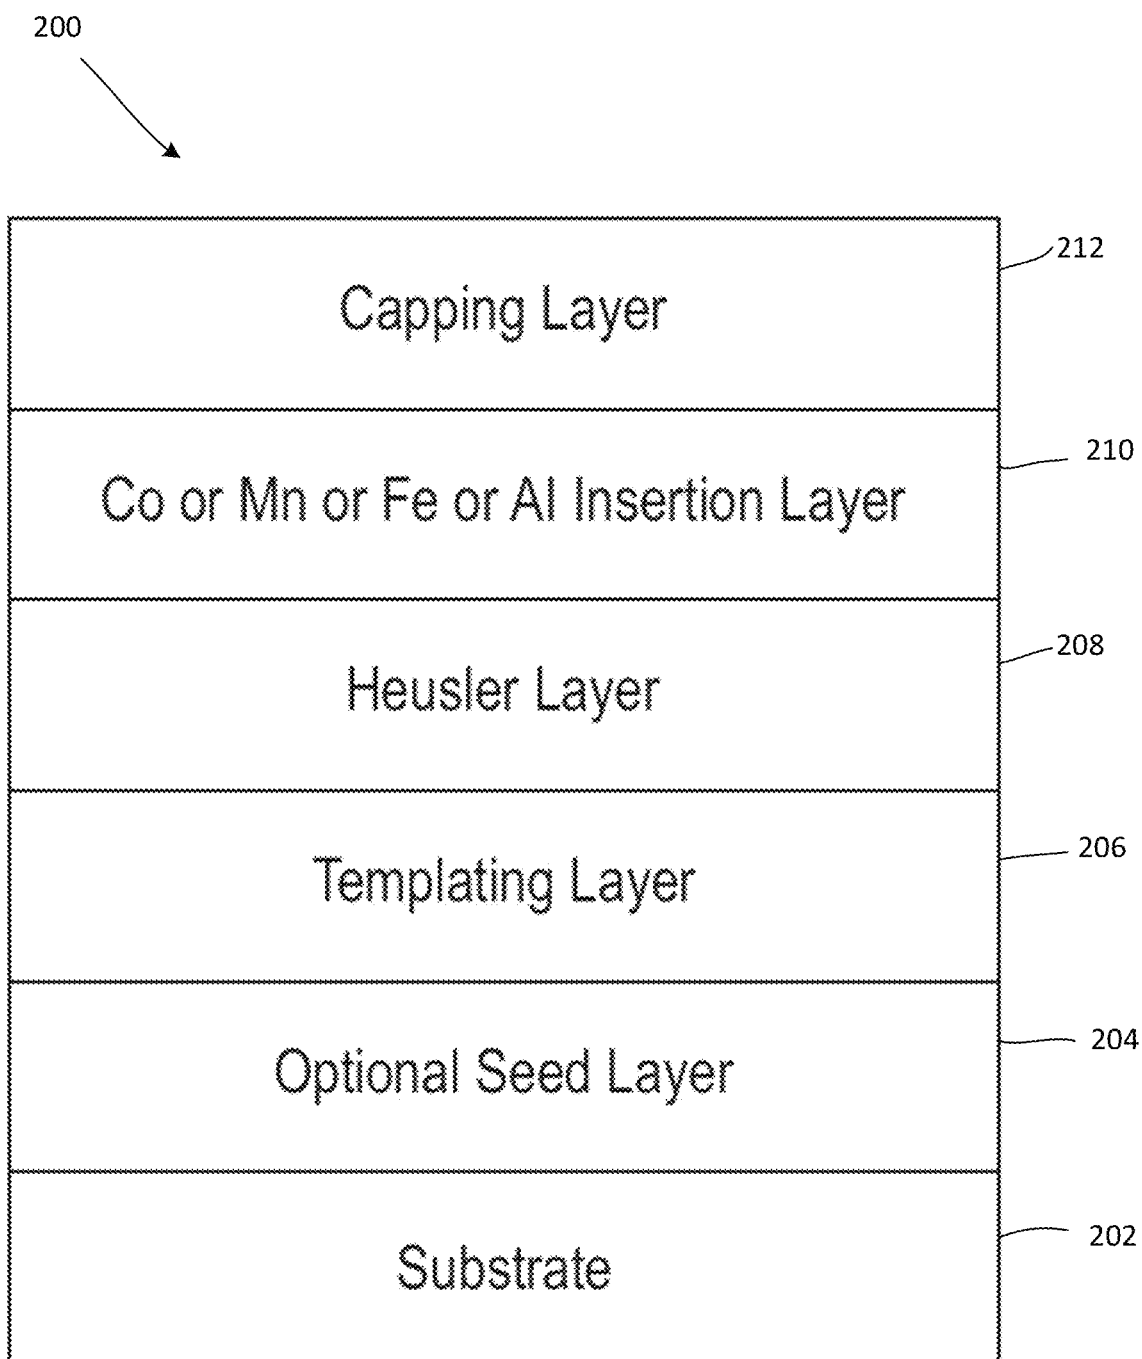 200
Capping Layer
212
Co or Mn or Fe or Al Insertion Layer
210
Heusler Layer
208
Templating Layer
206
Optional Seed Layer
204
Substrate
202